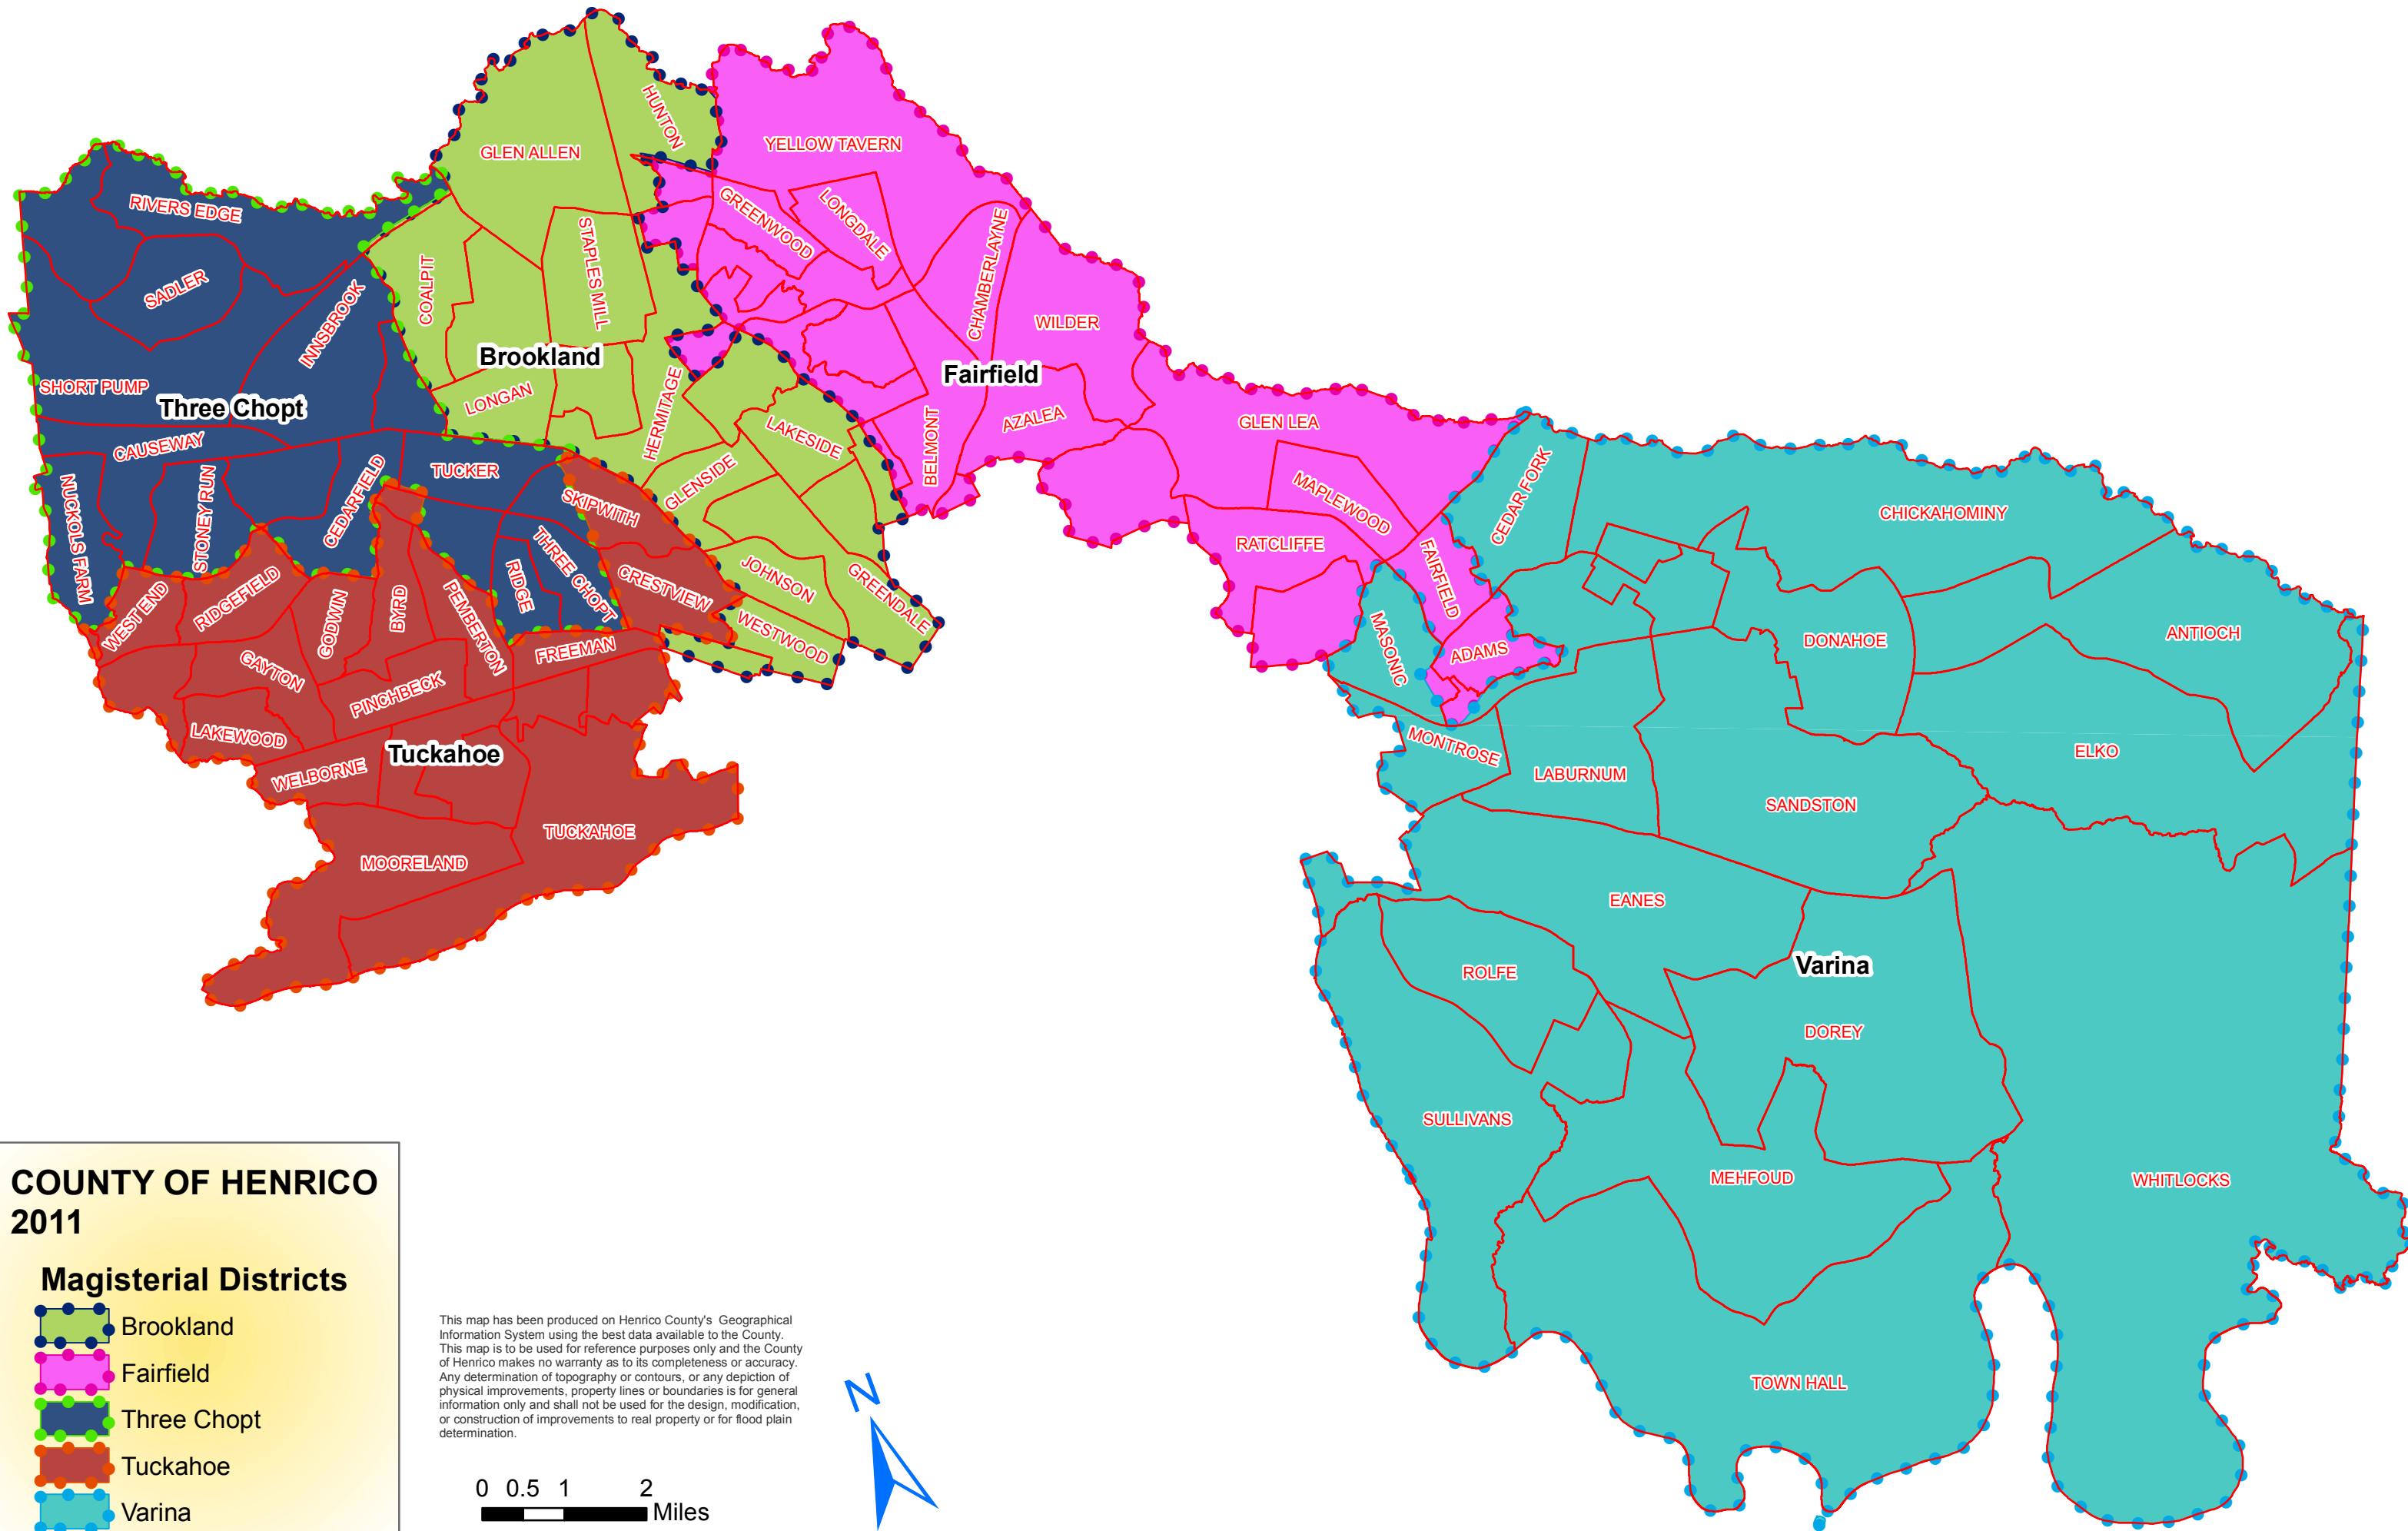 HUNTON
GLEN ALLEN
YELLOW TAVERN
RIVERS EDGE
GREENWOOD
LONGDALE
CHAMBERLAYNE
STAPLES MILL
COALPIT
SADLER
INNSBROOK
WILDER
Brookland
Fairfield
SHORT PUMP
Three Chopt
LONGAN
HERMITAGE
LAKESIDE
BELMONT
AZALEA
GLEN LEA
CAUSEWAY
TUCKER
GLENSIDE
CEDARFIELD
STONEY RUN
NUCKOLS FARM
SKIPWITH
MAPLEWOOD
CEDAR FORK
CHICKAHOMINY
RATCLIFFE
FAIRFIELD
THREE CHOPT
RIDGE
CRESTVIEW
JOHNSON
GREENDALE
WESTWOOD
WEST END
RIDGEFIELD
GODWIN
BYRD
PEMBERTON
FREEMAN
MASONIC
ADAMS
DONAHOE
ANTIOCH
GAYTON
PINCHBECK
LAKEWOOD
Tuckahoe
WELBORNE
MONTROSE
LABURNUM
ELKO
SANDSTON
TUCKAHOE
MOORELAND
EANES
ROLFE
Varina
DOREY
SULLIVANS
MEHFOUD
WHITLOCKS
TOWN HALL
COUNTY OF HENRICO
2011
Magisterial Districts
Brookland
Fairfield
Three Chopt
Tuckahoe
Varina
This map has been produced on Henrico County's Geographical
Information System using the best data available to the County.
This map is to be used for reference purposes only and the County
of Henrico makes no warranty as to its completeness or accuracy.
Any determination of topography or contours, or any depiction of
physical improvements, property lines or boundaries is for general
information only and shall not be used for the design, modification,
or construction of improvements to real property or for flood plain
determination.
N
0 0.5 1 2
Miles